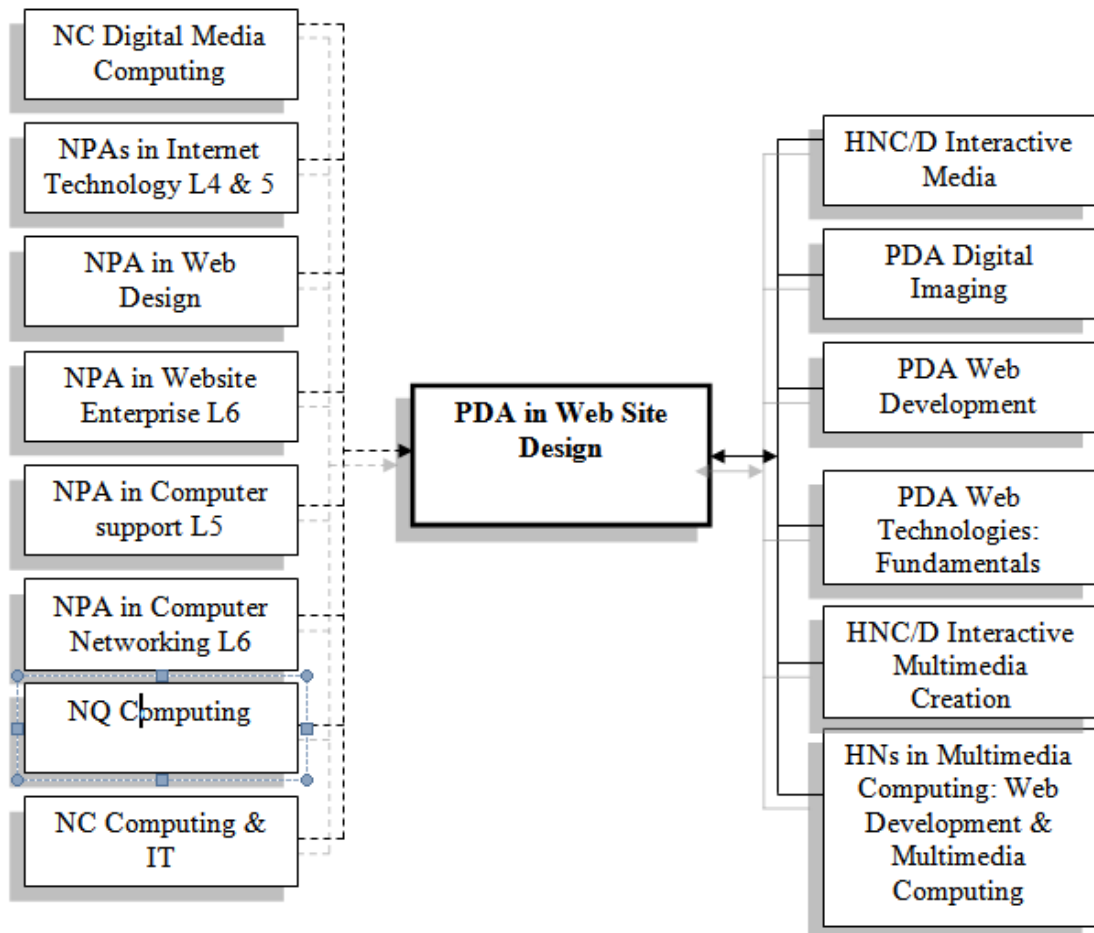 NC Digital Media
Computing
NPAs in Internet
Technology L4 & 5
NPA in Web
Design
NPA in Website
Enterprise L6
NPA in Computer
support L5
NPA in Computer
Networking L6
NQ Computing
NC Computing &
IT
PDA in Web Site
Design
HNC/D Interactive
Media
PDA Digital
Imaging
PDA Web
Development
PDA Web
Technologies:
Fundamentals
HNC/D Interactive
Multimedia
Creation
HNs in Multimedia
Computing: Web
Development &
Multimedia
Computing